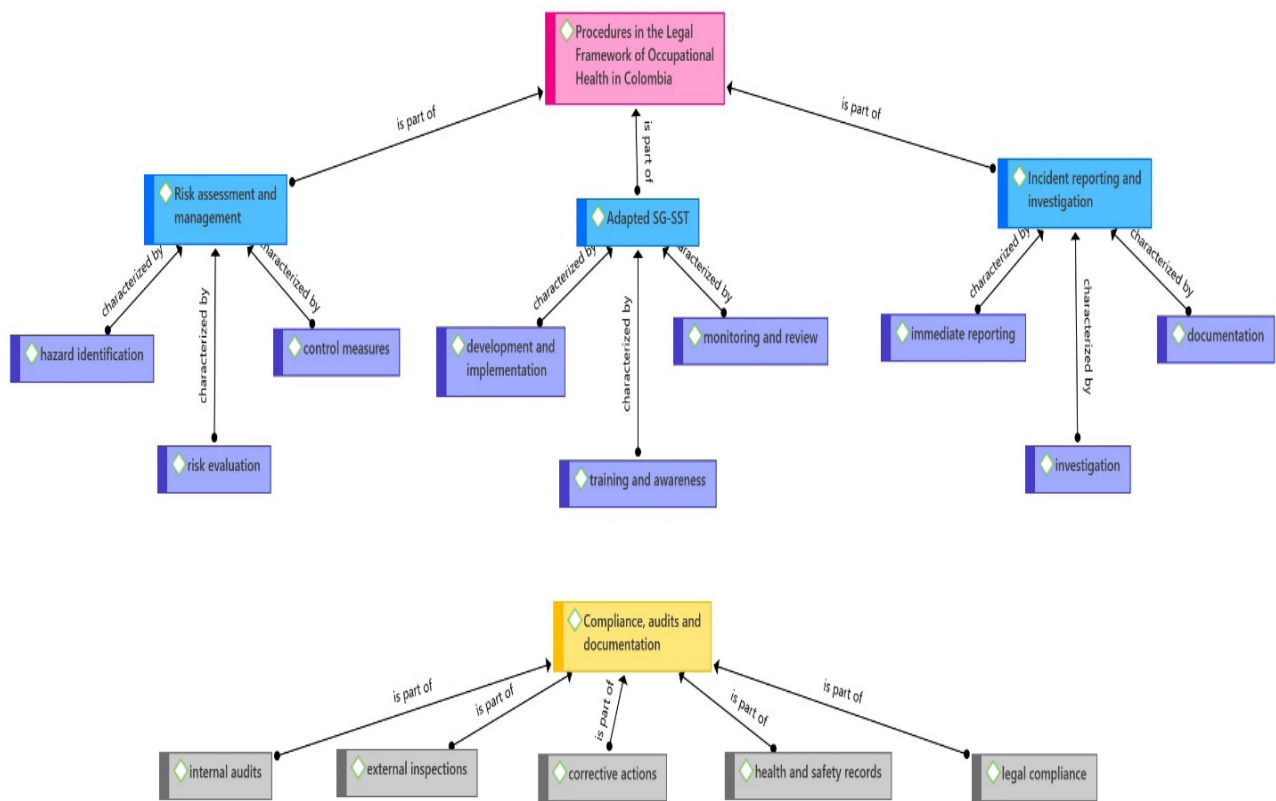 Procedures in the Legal
Framework of Occupational
Health in Colombia
is part of
is part of
is part of
Risk assessment and
management
Adapted SG-SST
Incident reporting and
investigation
characterized by
characterized by
characterized by
characterized by
characterized by
characterized by
characterized by
characterized by
characterized by
hazard identification
control measures
risk evaluation
development and
implementation
monitoring and review
training and awareness
immediate reporting
documentation
investigation
Compliance, audits and
documentation
is part of
is part of
is part of
is part of
is part of
internal audits
external inspections
corrective actions
health and safety records
legal compliance